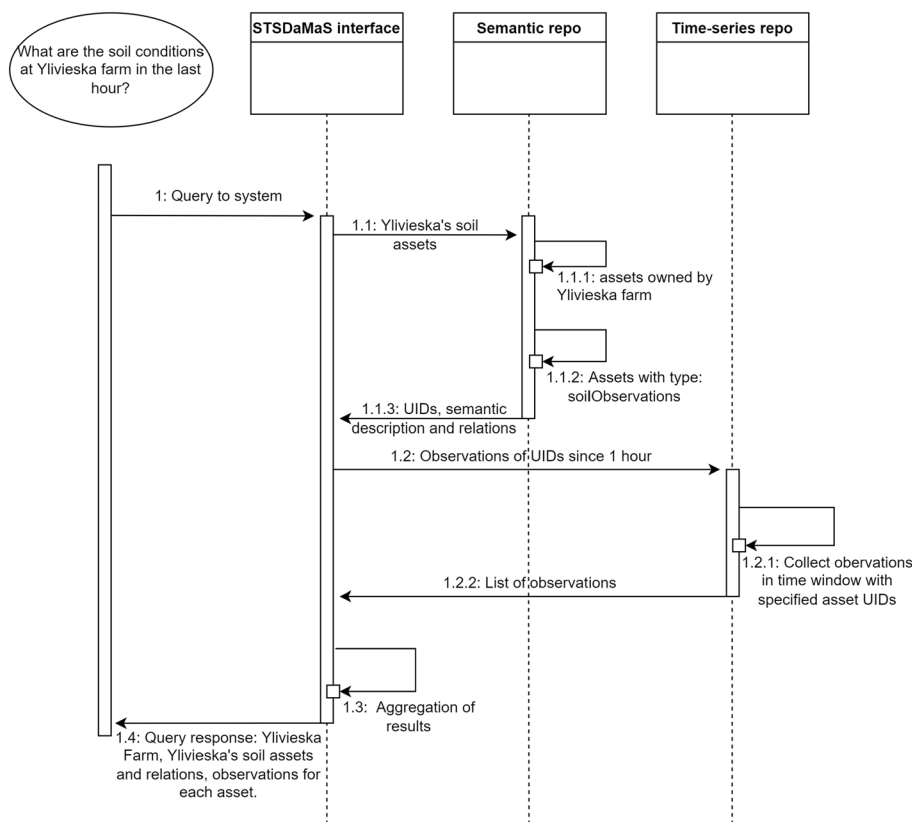 What are the soil conditions
at Ylivieska farm in the last
hour?
STSDaMaS interface
Semantic repo
Time-series repo
1: Query to system
1.1: Ylivieska's soil
assets
1.1.1: assets owned by
Ylivieska farm
1.1.2: Assets with type:
soilObservations
1.1.3: UIDs, semantic
description and relations
1.2: Observations of UIDs since 1 hour
1.2.1: Collect obervations
in time window with
specified asset UIDs
1.2.2: List of observations
1.3:  Aggregation of
results
1.4: Query response: Ylivieska
Farm, Ylivieska's soil assets
and relations, observations for
each asset.